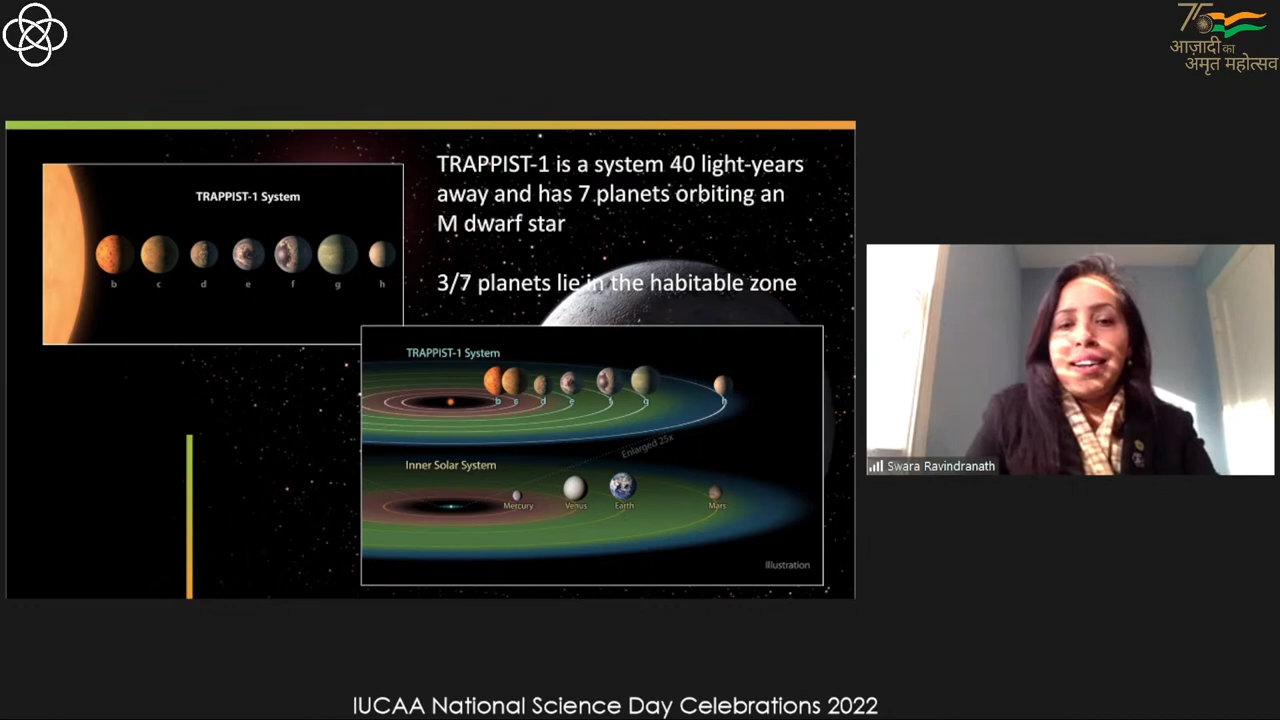 75
आज़ादी का
अमृत महोत्सव
TRAPPIST-1 System
b c d e f g h
TRAPPIST-1 is a system 40 light-years
away and has 7 planets orbiting an
M dwarf star
3/7 planets lie in the habitable zone
TRAPPIST-1 System
b c d e f g h
Enlarged 25x
Inner Solar System
Mercury Venus Earth Mars
Illustration
Swara Ravindranath
IUCAA National Science Day Celebrations 2022